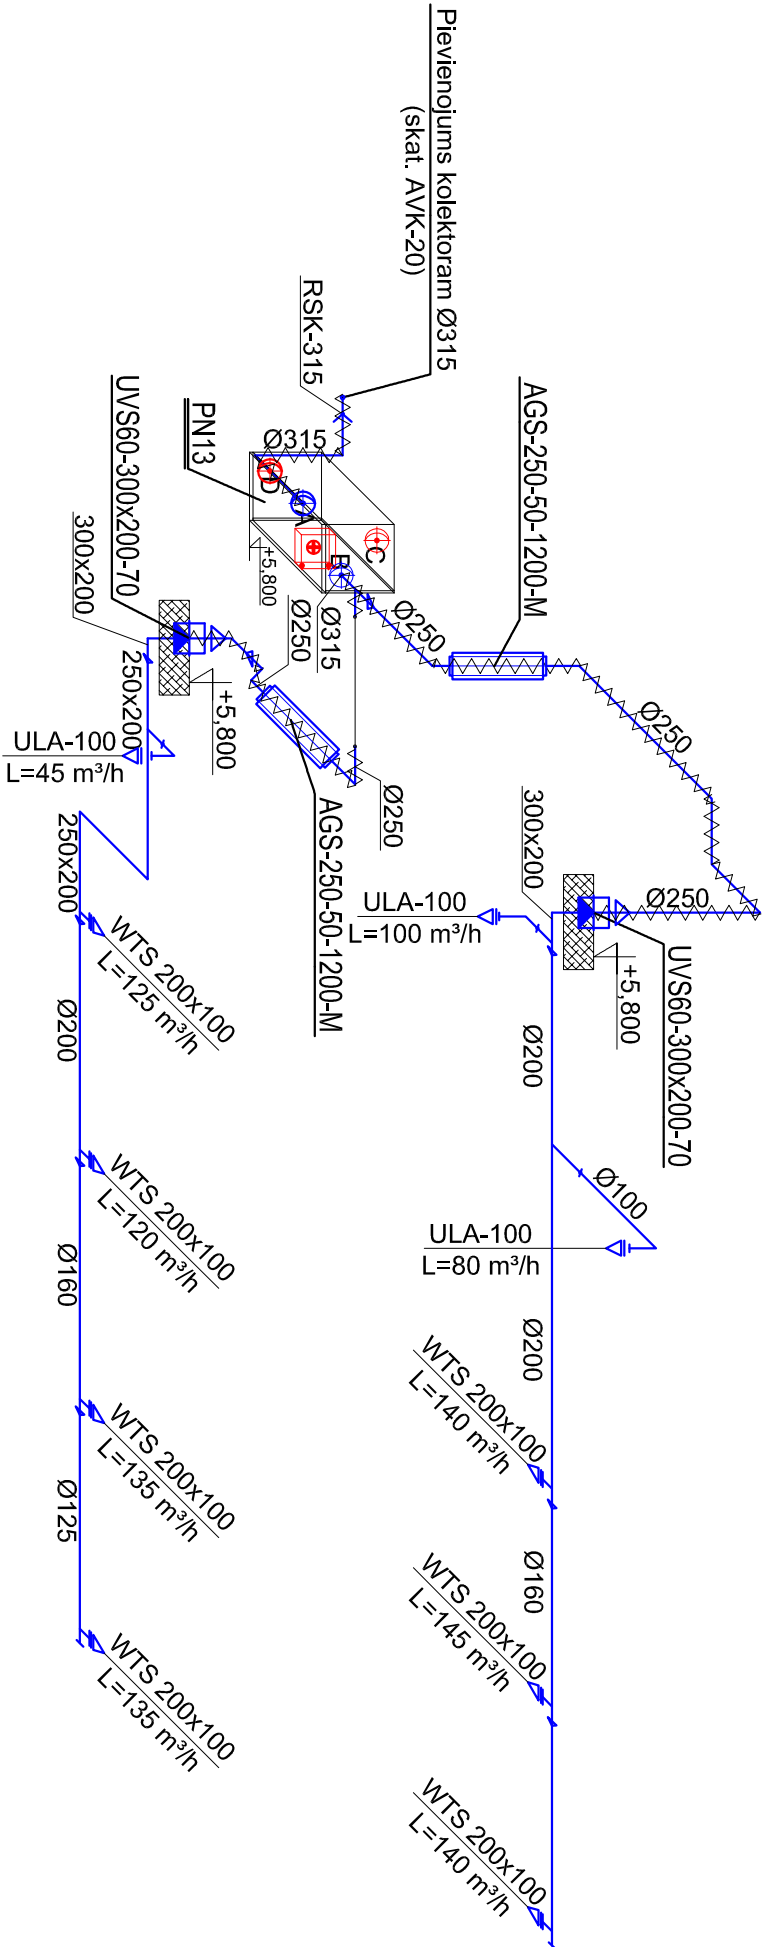 Pievienojums kolektoram Ø315
(skat. AVK-20)
RSK-315
Ø315
PN13
D
A
C
B
+5,800
Ø315
Ø250
Ø250
AGS-250-50-1200-M
Ø250
Ø250
UVS60-300x200-70
+5,800
300x200
UVS60-300x200-70
300x200
+5,800
250x200
ULA-100
L=45 m³/h
Ø250
AGS-250-50-1200-M
ULA-100
L=100 m³/h
Ø200
Ø100
ULA-100
L=80 m³/h
Ø200
WTS 200x100
L=140 m³/h
Ø160
WTS 200x100
L=145 m³/h
WTS 200x100
L=140 m³/h
250x200
WTS 200x100
L=125 m³/h
Ø200
WTS 200x100
L=120 m³/h
Ø160
WTS 200x100
L=135 m³/h
Ø125
WTS 200x100
L=135 m³/h